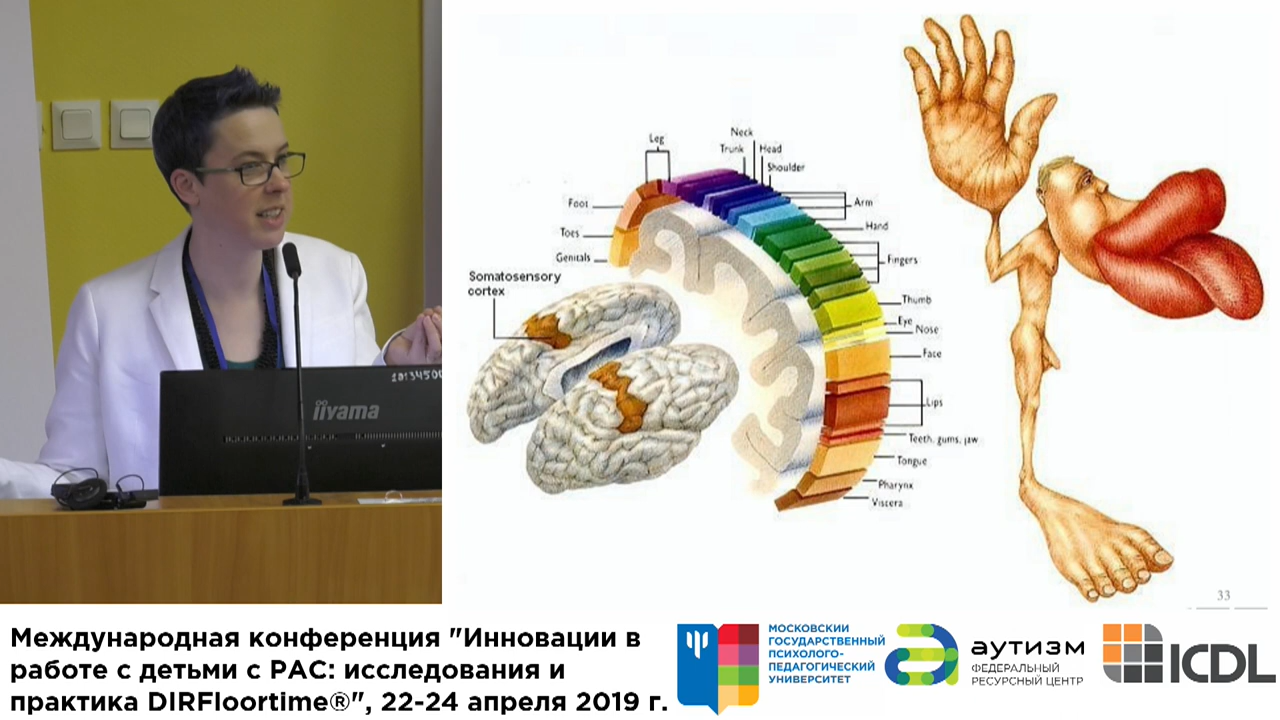 Leg
Neck
Trunk
Head
Shoulder
Arm
Hand
Fingers
Thumb
Eye
Nose
Face
Lips
Teeth, gums, jaw
Tongue
Pharynx
Viscera
Foot
Toes
Genitals
Somatosensory
cortex
iiyama
33
Международная конференция "Инновации в
работе с детьми с РАС: исследования и
практика DIRFloortime®", 22-24 апреля 2019 г.
МОСКОВСКИЙ
ГОСУДАРСТВЕННЫЙ
ПСИХОЛОГО-
ПЕДАГОГИЧЕСКИЙ
УНИВЕРСИТЕТ
аутизм
ФЕДЕРАЛЬНЫЙ
РЕСУРСНЫЙ ЦЕНТР
ICDL